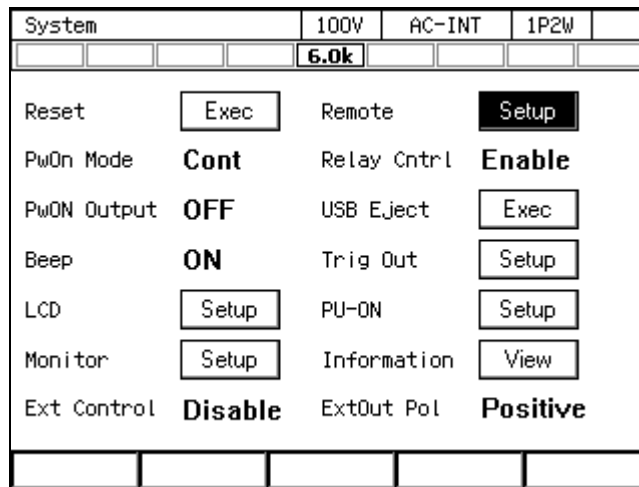 System 100V AC-INT 1P2W
6.0k
Reset Exec Remote Setup
PwOn Mode Cont Relay Cntrl Enable
PwON Output OFF USB Eject Exec
Beep ON Trig Out Setup
LCD Setup PU-ON Setup
Monitor Setup Information View
Ext Control Disable ExtOut Pol Positive